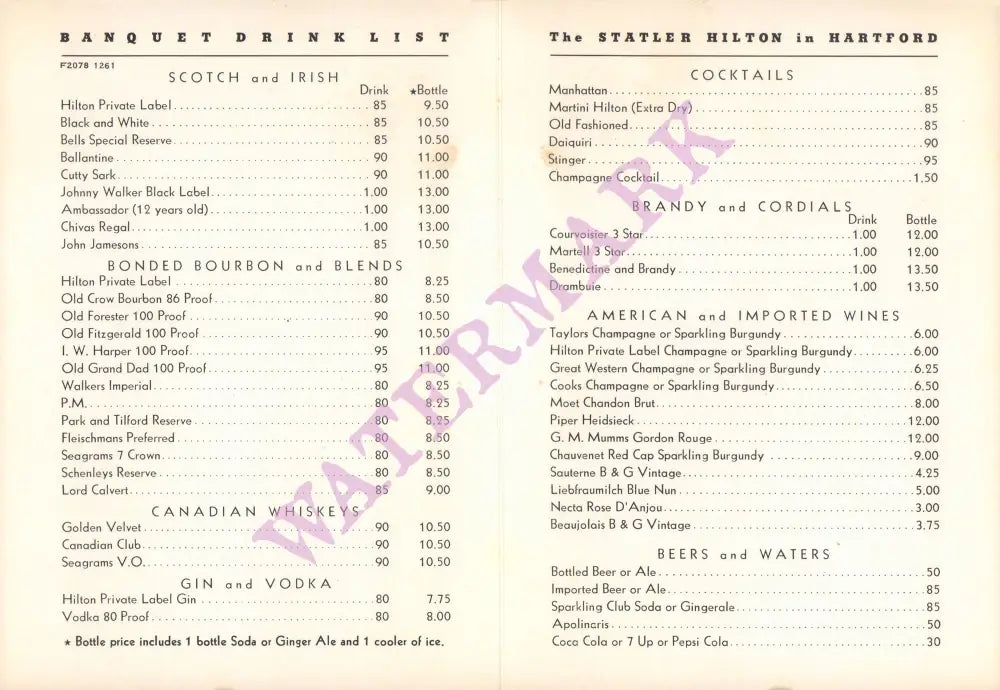 BANQUET DRINK LIST
F2078 1261
SCOTCH and IRISH
Drink ★Bottle
Hilton Private Label 85 9.50
Black and White 85 10.50
Bells Special Reserve 85 10.50
Ballantine 90 11.00
Cutty Sark 90 11.00
Johnny Walker Black Label 1.00 13.00
Ambassador (12 years old) 1.00 13.00
Chivas Regal 1.00 13.00
John Jamesons 85 10.50
BONDED BOURBON and BLENDS
Hilton Private Label 80 8.25
Old Crow Bourbon 86 Proof 80 8.50
Old Forester 100 Proof 90 10.50
Old Fitzgerald 100 Proof 90 10.50
I. W. Harper 100 Proof 95 11.00
Old Grand Dad 100 Proof 95 11.00
Walkers Imperial 80 8.25
P.M. 80 8.25
Park and Tilford Reserve 80 8.25
Fleischmans Preferred 80 8.50
Seagrams 7 Crown 80 8.50
Schenleys Reserve 80 8.50
Lord Calvert 85 9.00
CANADIAN WHISKEYS
Golden Velvet 90 10.50
Canadian Club 90 10.50
Seagrams V.O. 90 10.50
GIN and VODKA
Hilton Private Label Gin 80 7.75
Vodka 80 Proof 80 8.00
★ Bottle price includes 1 bottle Soda or Ginger Ale and 1 cooler of ice.
The STATLER HILTON in HARTFORD
COCKTAILS
Manhattan 85
Martini Hilton (Extra Dry) 85
Old Fashioned 85
Daiquiri 90
Stinger .95
Champagne Cocktail 1.50
BRANDY and CORDIALS
Drink Bottle
Courvoisier 3 Star 1.00 12.00
Martell 3 Star 1.00 12.00
Benedictine and Brandy 1.00 13.50
Drambuie 1.00 13.50
AMERICAN and IMPORTED WINES
Taylors Champagne or Sparkling Burgundy 6.00
Hilton Private Label Champagne or Sparkling Burgundy 6.00
Great Western Champagne or Sparkling Burgundy 6.25
Cooks Champagne or Sparkling Burgundy 6.50
Moet Chandon Brut 8.00
Piper Heidsieck 12.00
G. M. Mumms Gordon Rouge 12.00
Chauvenet Red Cap Sparkling Burgundy 9.00
Sauterne B & G Vintage 4.25
Liebfraumilch Blue Nun 5.00
Necta Rose D'Anjou 3.00
Beaujolais B & G Vintage 3.75
BEERS and WATERS
Bottled Beer or Ale 50
Imported Beer or Ale 85
Sparkling Club Soda or Gingerale 85
Apolinaris 50
Coca Cola or 7 Up or Pepsi Cola 30
WATERMARK